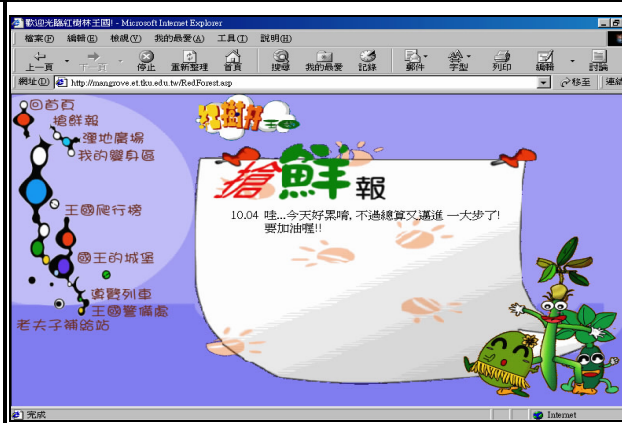 歡迎光臨紅樹林王國! - Microsoft Internet Explorer
檔案(F) 編輯(E) 檢視(V) 我的最愛(A) 工具(T) 說明(H)
上一頁 下一頁 停止 重新整理 首頁 搜尋 我的最愛 記錄 郵件 字型 列印 編輯 討論
網址(D) http://mangrove.et.tku.edu.tw/RedForest.asp 移至 連結
回首頁
搶鮮報
溼地廣場
我的變身區
王國爬行榜
國王的城堡
導覽列車
王國警備處
老夫子補給站
紅樹林王國
搶鮮報
10.04 哇...今天好累唷, 不過總算又邁進 一大步了!
要加油喔!!
完成 Internet